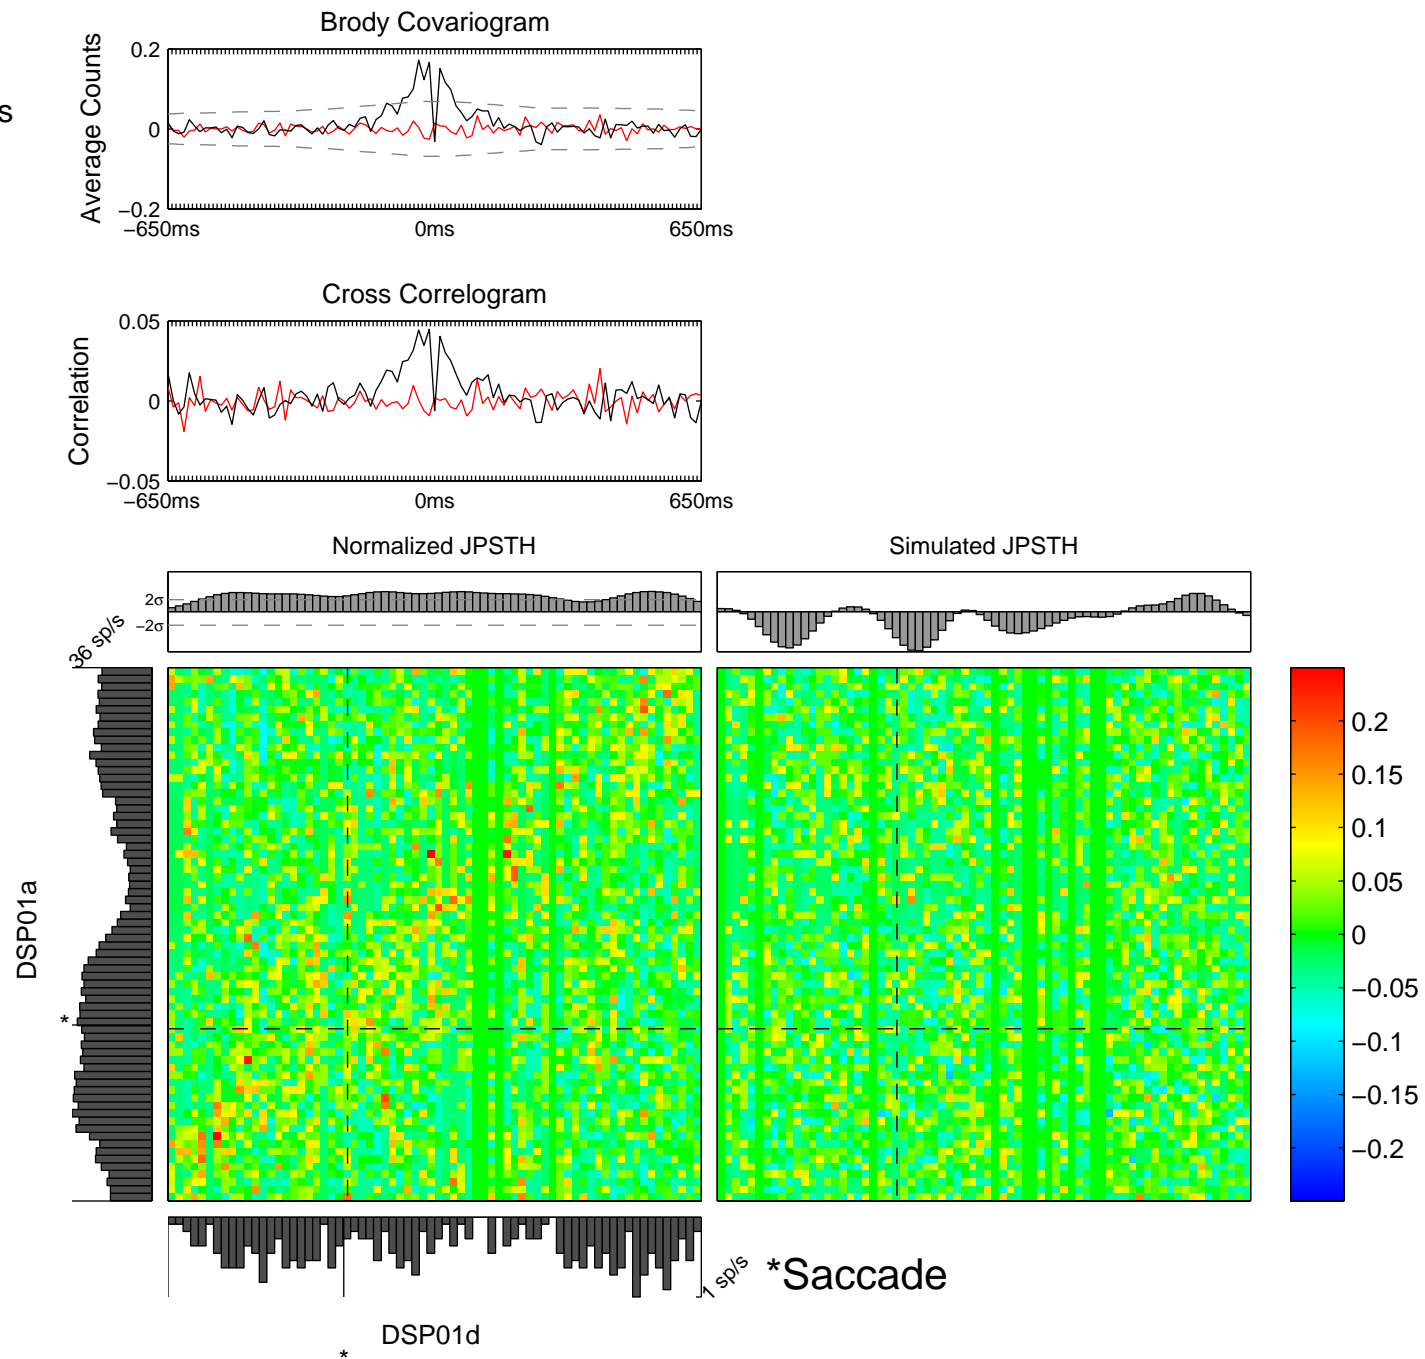 Brody Covariogram
Average Counts
0.2
0
−0.2
−650ms
0ms
650ms
s
Cross Correlogram
Correlation
0.05
0
−0.05
−650ms
0ms
650ms
Normalized JPSTH
Simulated JPSTH
2σ
−2σ
36 sp/s
DSP01a
*
0.2
0.15
0.1
0.05
0
−0.05
−0.1
−0.15
−0.2
1 sp/s
*Saccade
DSP01d
*